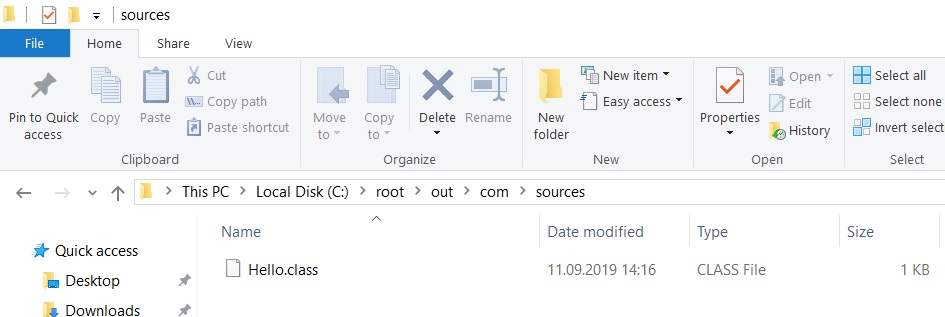 sources
File Home Share View
Pin to Quick access
Copy
Paste
Cut
Copy path
Paste shortcut
Clipboard
Move to
Copy to
Delete
Rename
Organize
New folder
New item
Easy access
New
Properties
Open
Edit
History
Open
Select all
Select none
Invert select
Select
This PC Local Disk (C:) root out com sources
Name Date modified Type Size
Quick access
Desktop
Downloads
Hello.class 11.09.2019 14:16 CLASS File 1 KB